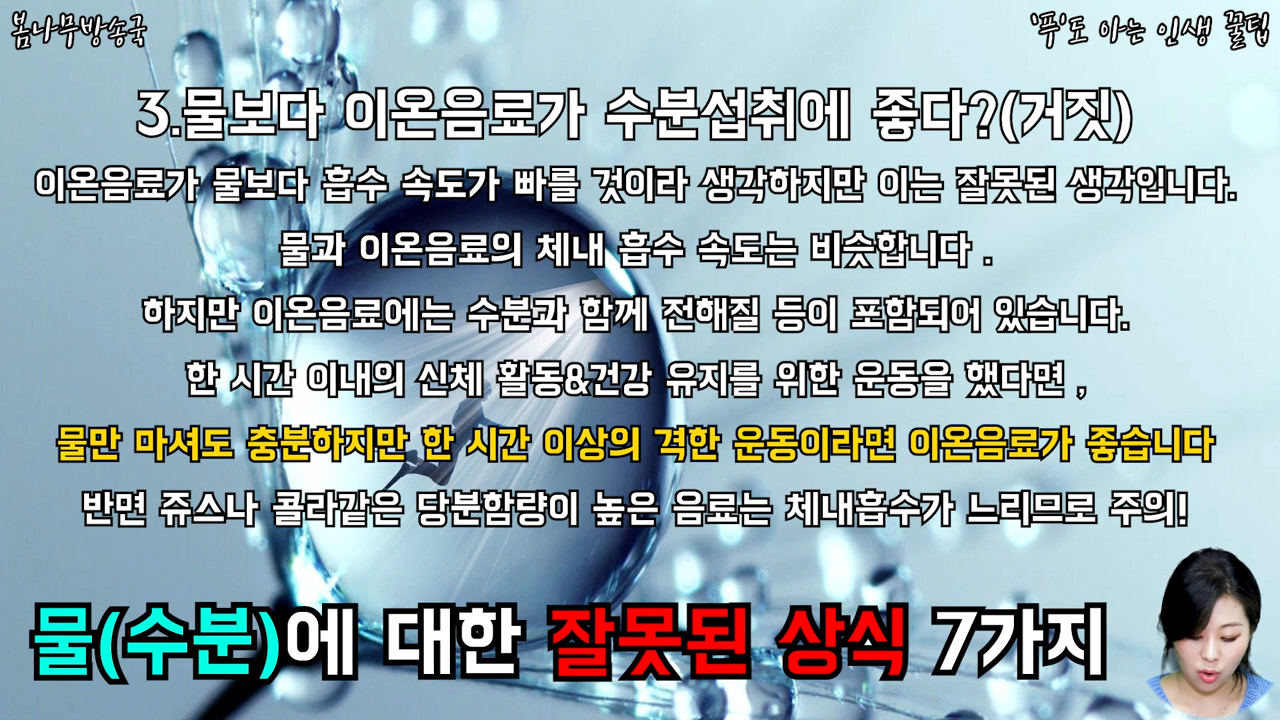 봄나무방송국
'푸'도 아는 인생 꿀팁
3.물보다 이온음료가 수분섭취에 좋다?(거짓)
이온음료가 물보다 흡수 속도가 빠를 것이라 생각하지만 이는 잘못된 생각입니다.
물과 이온음료의 체내 흡수 속도는 비슷합니다 .
하지만 이온음료에는 수분과 함께 전해질 등이 포함되어 있습니다.
한 시간 이내의 신체 활동&건강 유지를 위한 운동을 했다면 ,
물만 마셔도 충분하지만 한 시간 이상의 격한 운동이라면 이온음료가 좋습니다
반면 쥬스나 콜라같은 당분함량이 높은 음료는 체내흡수가 느리므로 주의!
물(수분)에 대한 잘못된 상식 7가지